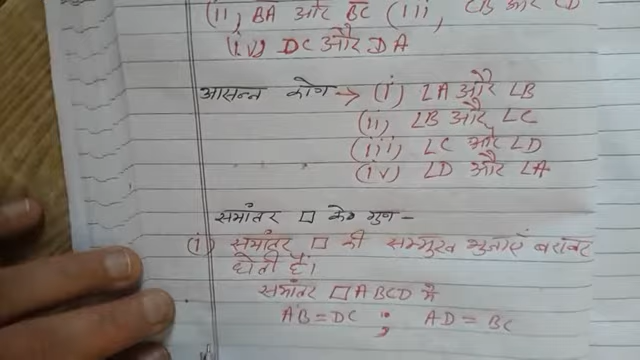 (ii) BA और BC (iii) CB और CD
(iv) DC और DA
आसन्न कोण → (i) ∠A और ∠B
(ii) ∠B और ∠C
(iii) ∠C और ∠D
(iv) ∠D और ∠A
समांतर □ के गुण -
(i) समांतर □ की सम्मुख भुजाएं बराबर
होती हैं।
समांतर □ABCD में
AB = DC ; AD = BC